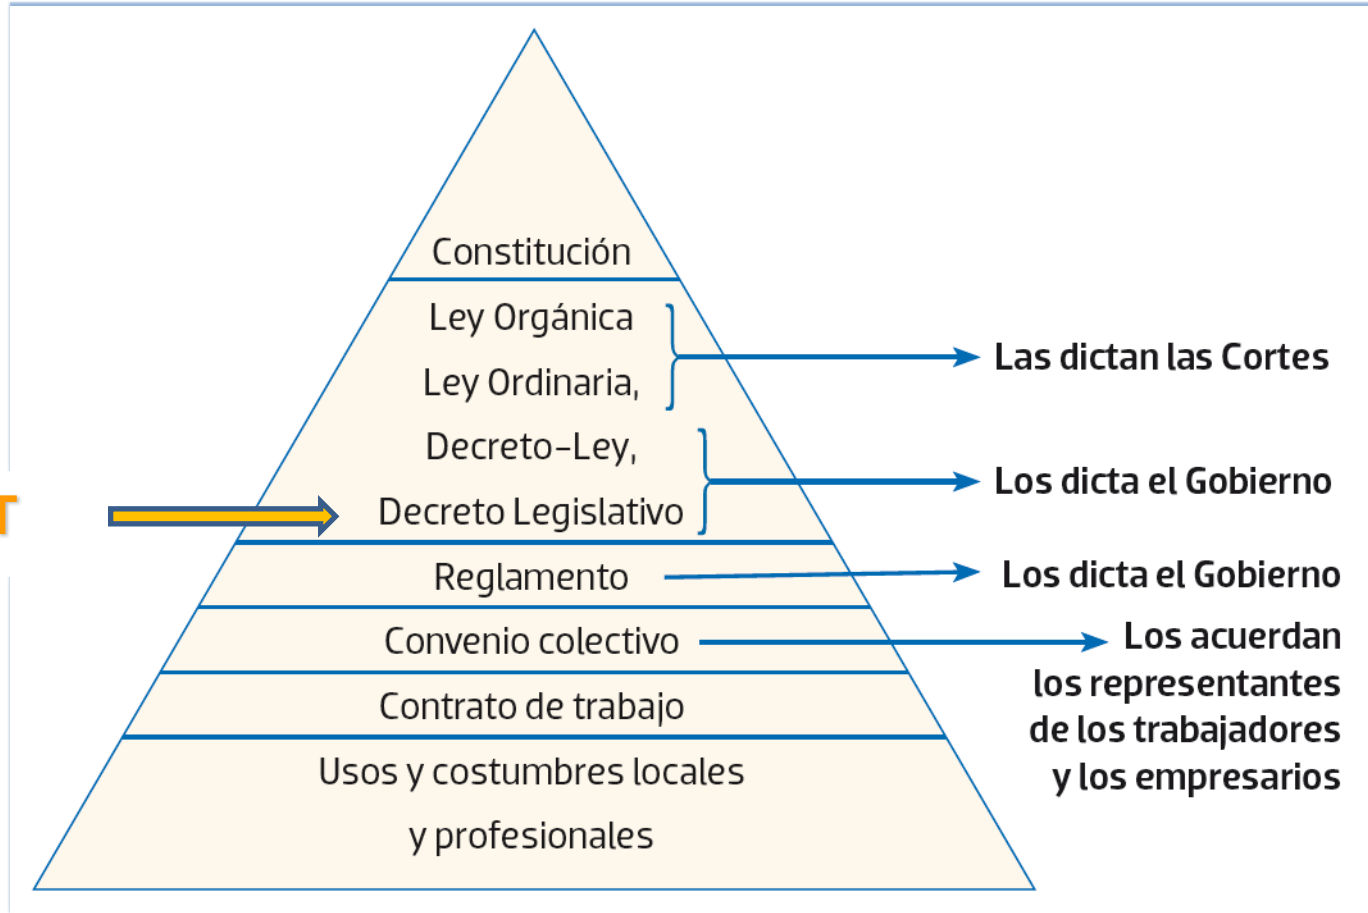 Constitución
Ley Orgánica
Ley Ordinaria,
Las dictan las Cortes
Decreto-Ley,
Decreto Legislativo
Los dicta el Gobierno
T
Reglamento
Los dicta el Gobierno
Convenio colectivo
Los acuerdan
los representantes
de los trabajadores
y los empresarios
Contrato de trabajo
Usos y costumbres locales
y profesionales